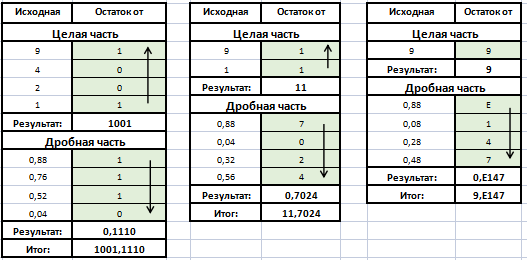 Исходная Остаток от
Целая часть
9 1
4 0
2 0
1 1
Результат: 1001
Дробная часть
0,88 1
0,76 1
0,52 1
0,04 0
Результат: 0,1110
Итог: 1001,1110
Исходная Остаток от
Целая часть
9 1
1 1
Результат: 11
Дробная часть
0,88 7
0,04 0
0,32 2
0,56 4
Результат: 0,7024
Итог: 11,7024
Исходная Остаток от
Целая часть
9 9
Результат: 9
Дробная часть
0,88 E
0,08 1
0,28 4
0,48 7
Результат: 0,E147
Итог: 9,E147